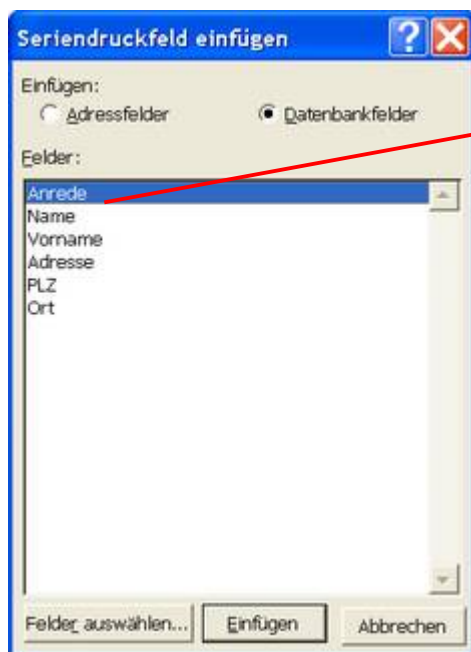 Seriendruckfeld einfügen
Einfügen:
Adressfelder Datenbankfelder
Felder:
Anrede
Name
Vorname
Adresse
PLZ
Ort
Felder auswählen... Einfügen Abbrechen